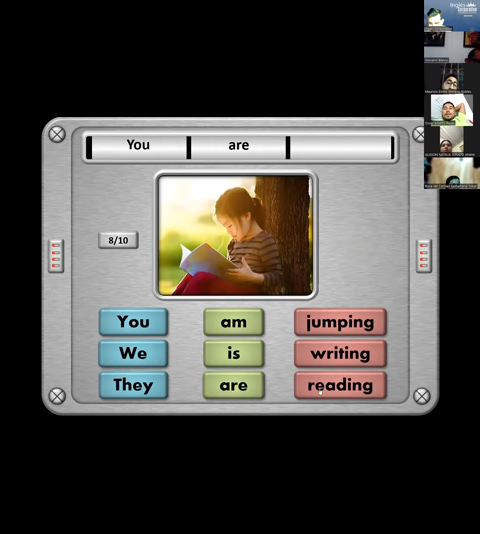 You are
8/10
You am jumping
We is writing
They are reading